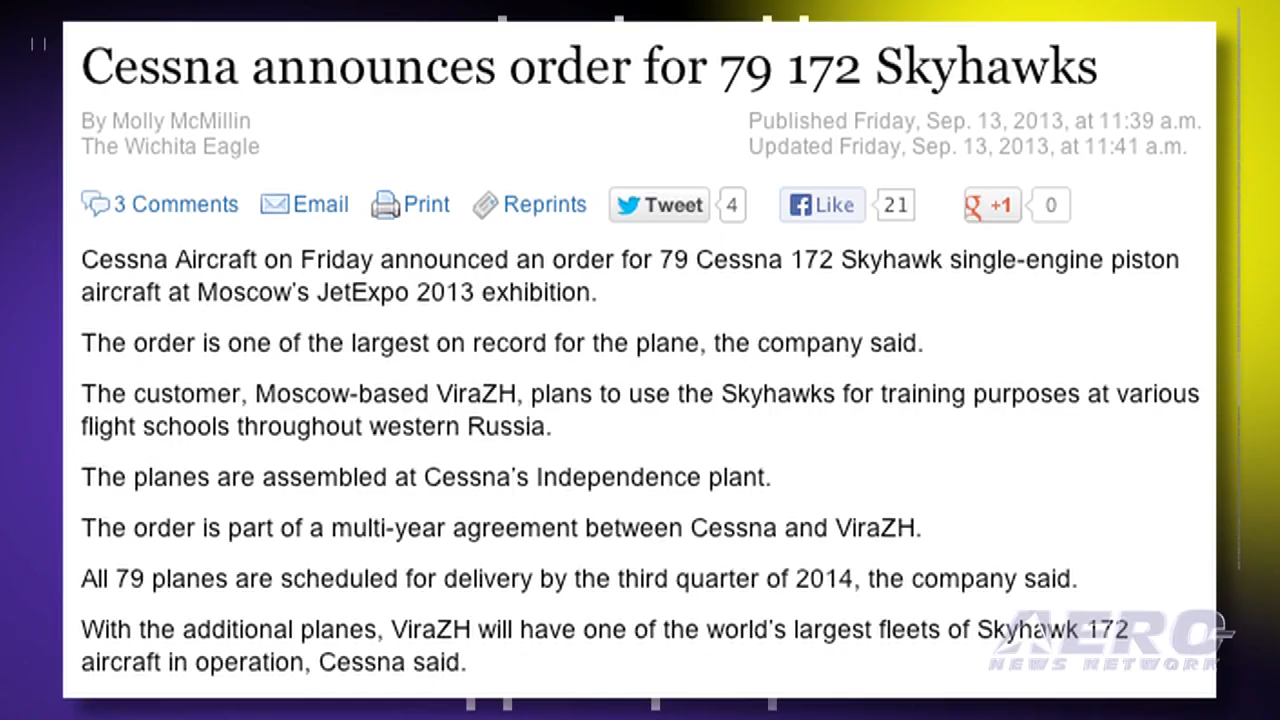 Cessna announces order for 79 172 Skyhawks
By Molly McMillin
Published Friday, Sep. 13, 2013, at 11:39 a.m.
The Wichita Eagle
Updated Friday, Sep. 13, 2013, at 11:41 a.m.
3 Comments Email Print Reprints Tweet 4 Like 21 +1 0
Cessna Aircraft on Friday announced an order for 79 Cessna 172 Skyhawk single-engine piston
aircraft at Moscow's JetExpo 2013 exhibition.
The order is one of the largest on record for the plane, the company said.
The customer, Moscow-based ViraZH, plans to use the Skyhawks for training purposes at various
flight schools throughout western Russia.
The planes are assembled at Cessna's Independence plant.
The order is part of a multi-year agreement between Cessna and ViraZH.
All 79 planes are scheduled for delivery by the third quarter of 2014, the company said.
With the additional planes, ViraZH will have one of the world's largest fleets of Skyhawk 172
aircraft in operation, Cessna said.
AERO
NEWS NETWORK